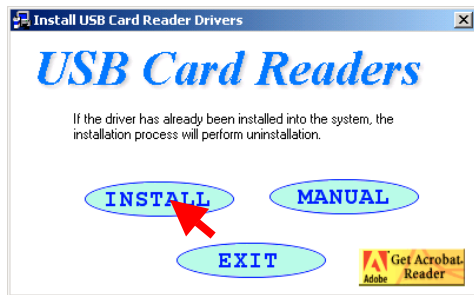 Install USB Card Reader Drivers
USB Card Readers
If the driver has already been installed into the system, the
installation process will perform uninstallation.
INSTALL
MANUAL
EXIT
Get Acrobat
Reader
Adobe